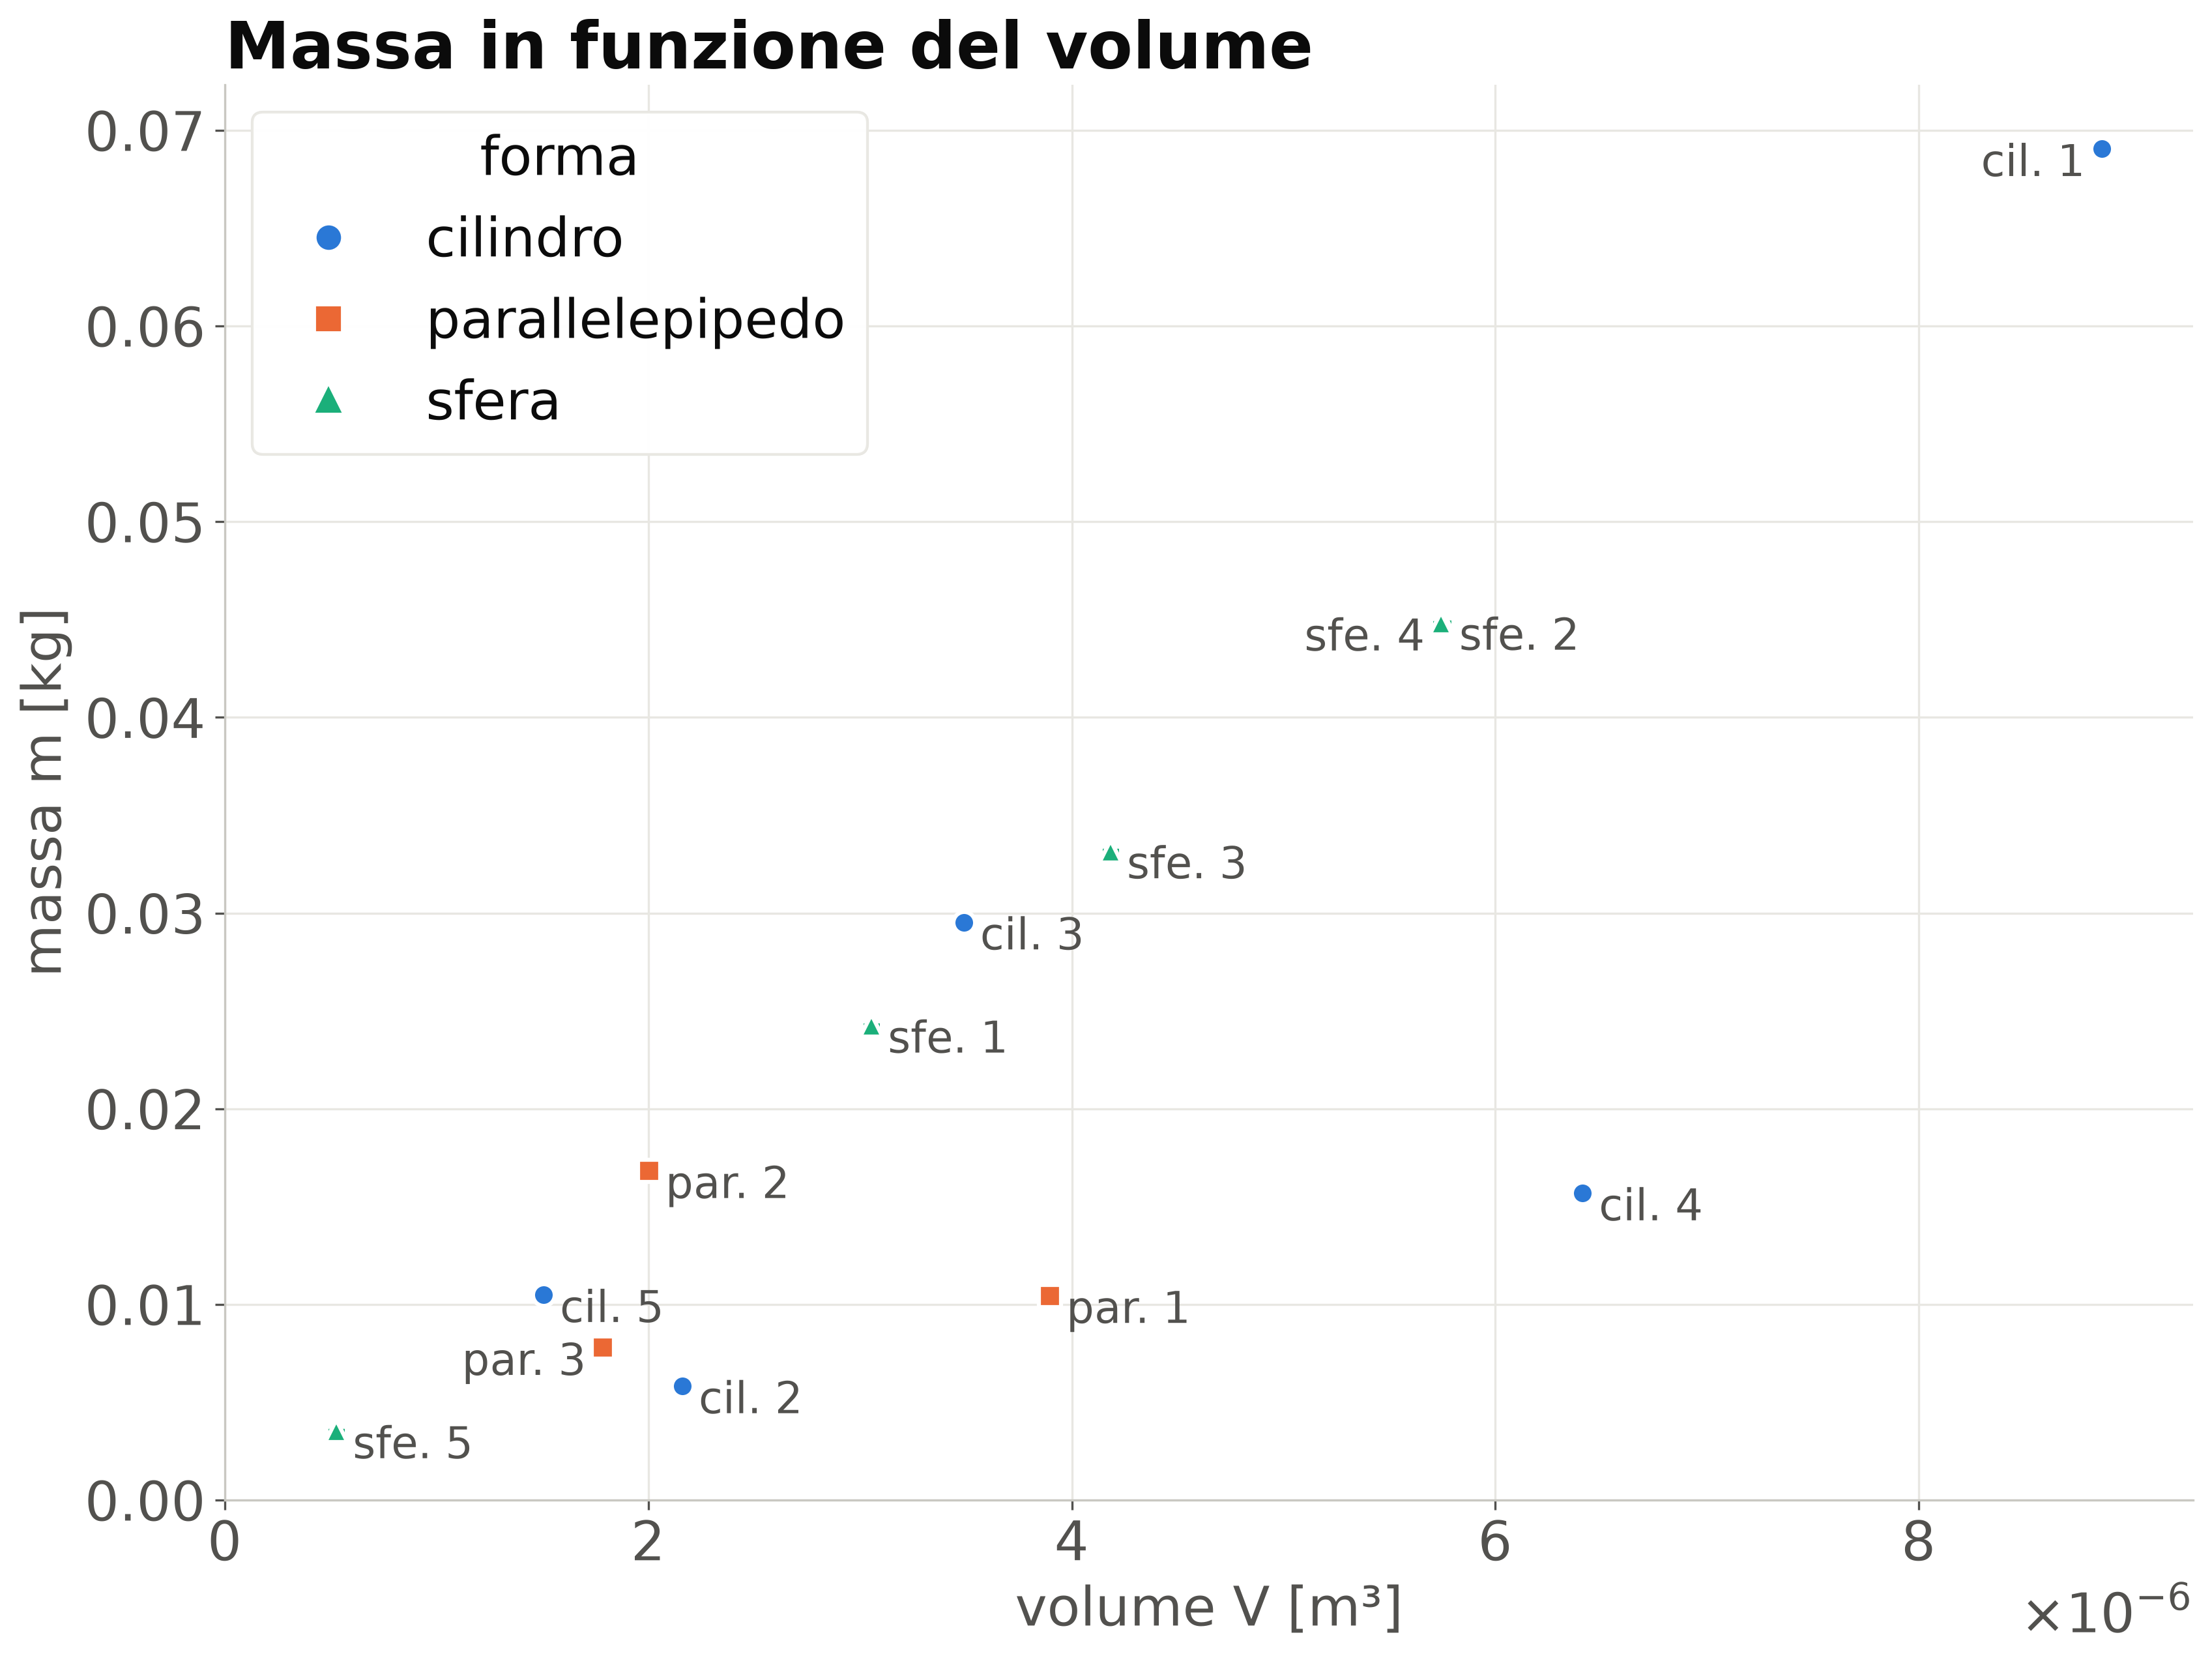 Massa in funzione del volume
forma
cilindro
parallelepipedo
sfera
massa m [kg]
0.07
0.06
0.05
0.04
0.03
0.02
0.01
0.00
cil. 1
sfe. 4
sfe. 2
sfe. 3
cil. 3
sfe. 1
par. 2
cil. 4
cil. 5
par. 1
par. 3
cil. 2
sfe. 5
0
2
4
6
8
volume V [m³]
×10⁻⁶